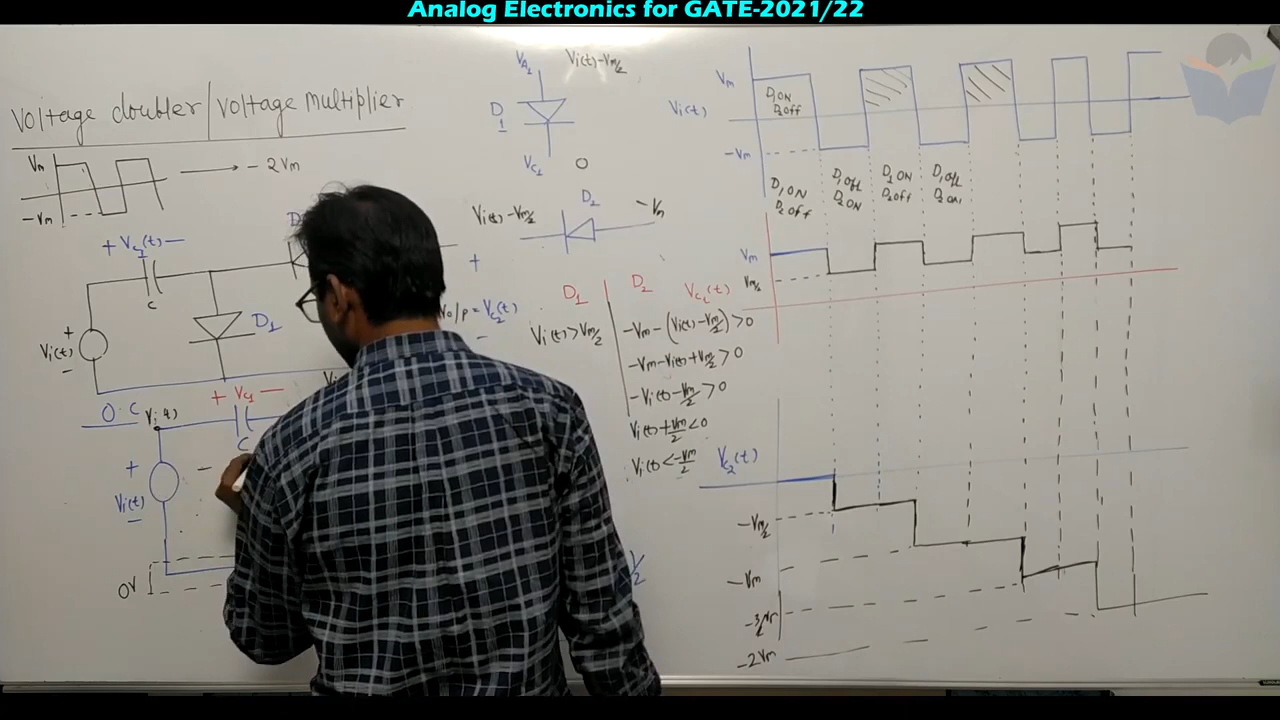 Analog Electronics for GATE-2021/22
Voltage doubler/Voltage multiplier
Vm
-Vm
-2Vm
+ Vc1(t) -
C
+
Vi(t)
-
D1
O.C
Vi(t)
+ Vc1 -
C
+
Vi(t)
-
0V
VA1
Vi(t)-Vm/2
D1
VC1
0
Vi(t)-Vm/2
D2
-Vm
+
Vo/p = Vc2(t)
-
D1
Vi(t)>Vm/2
D2
-Vm-(Vi(t)-Vm/2)>0
-Vm-Vi(t)+Vm/2>0
-Vi(t)-Vm/2>0
Vi(t)+Vm/2<0
Vi(t)<-Vm/2
Vm
Vi(t)
-Vm
D1 ON
D2 off
D1 ON
D2 off
D1 off
D2 ON
D1 ON
D2 off
D1 off
D2 on
Vc1(t)
Vm
Vm/2
Vc2(t)
-Vm/2
-Vm
-3/2Vm
-2Vm